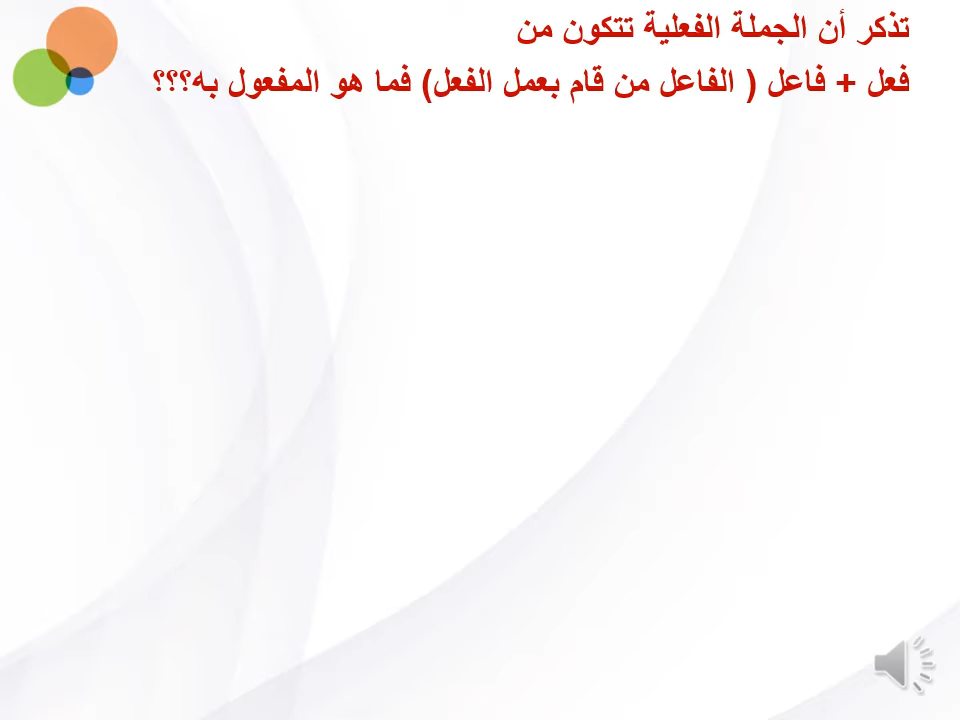 تذكر أن الجملة الفعلية تتكون من
فعل + فاعل ( الفاعل من قام بعمل الفعل) فما هو المفعول به؟؟؟